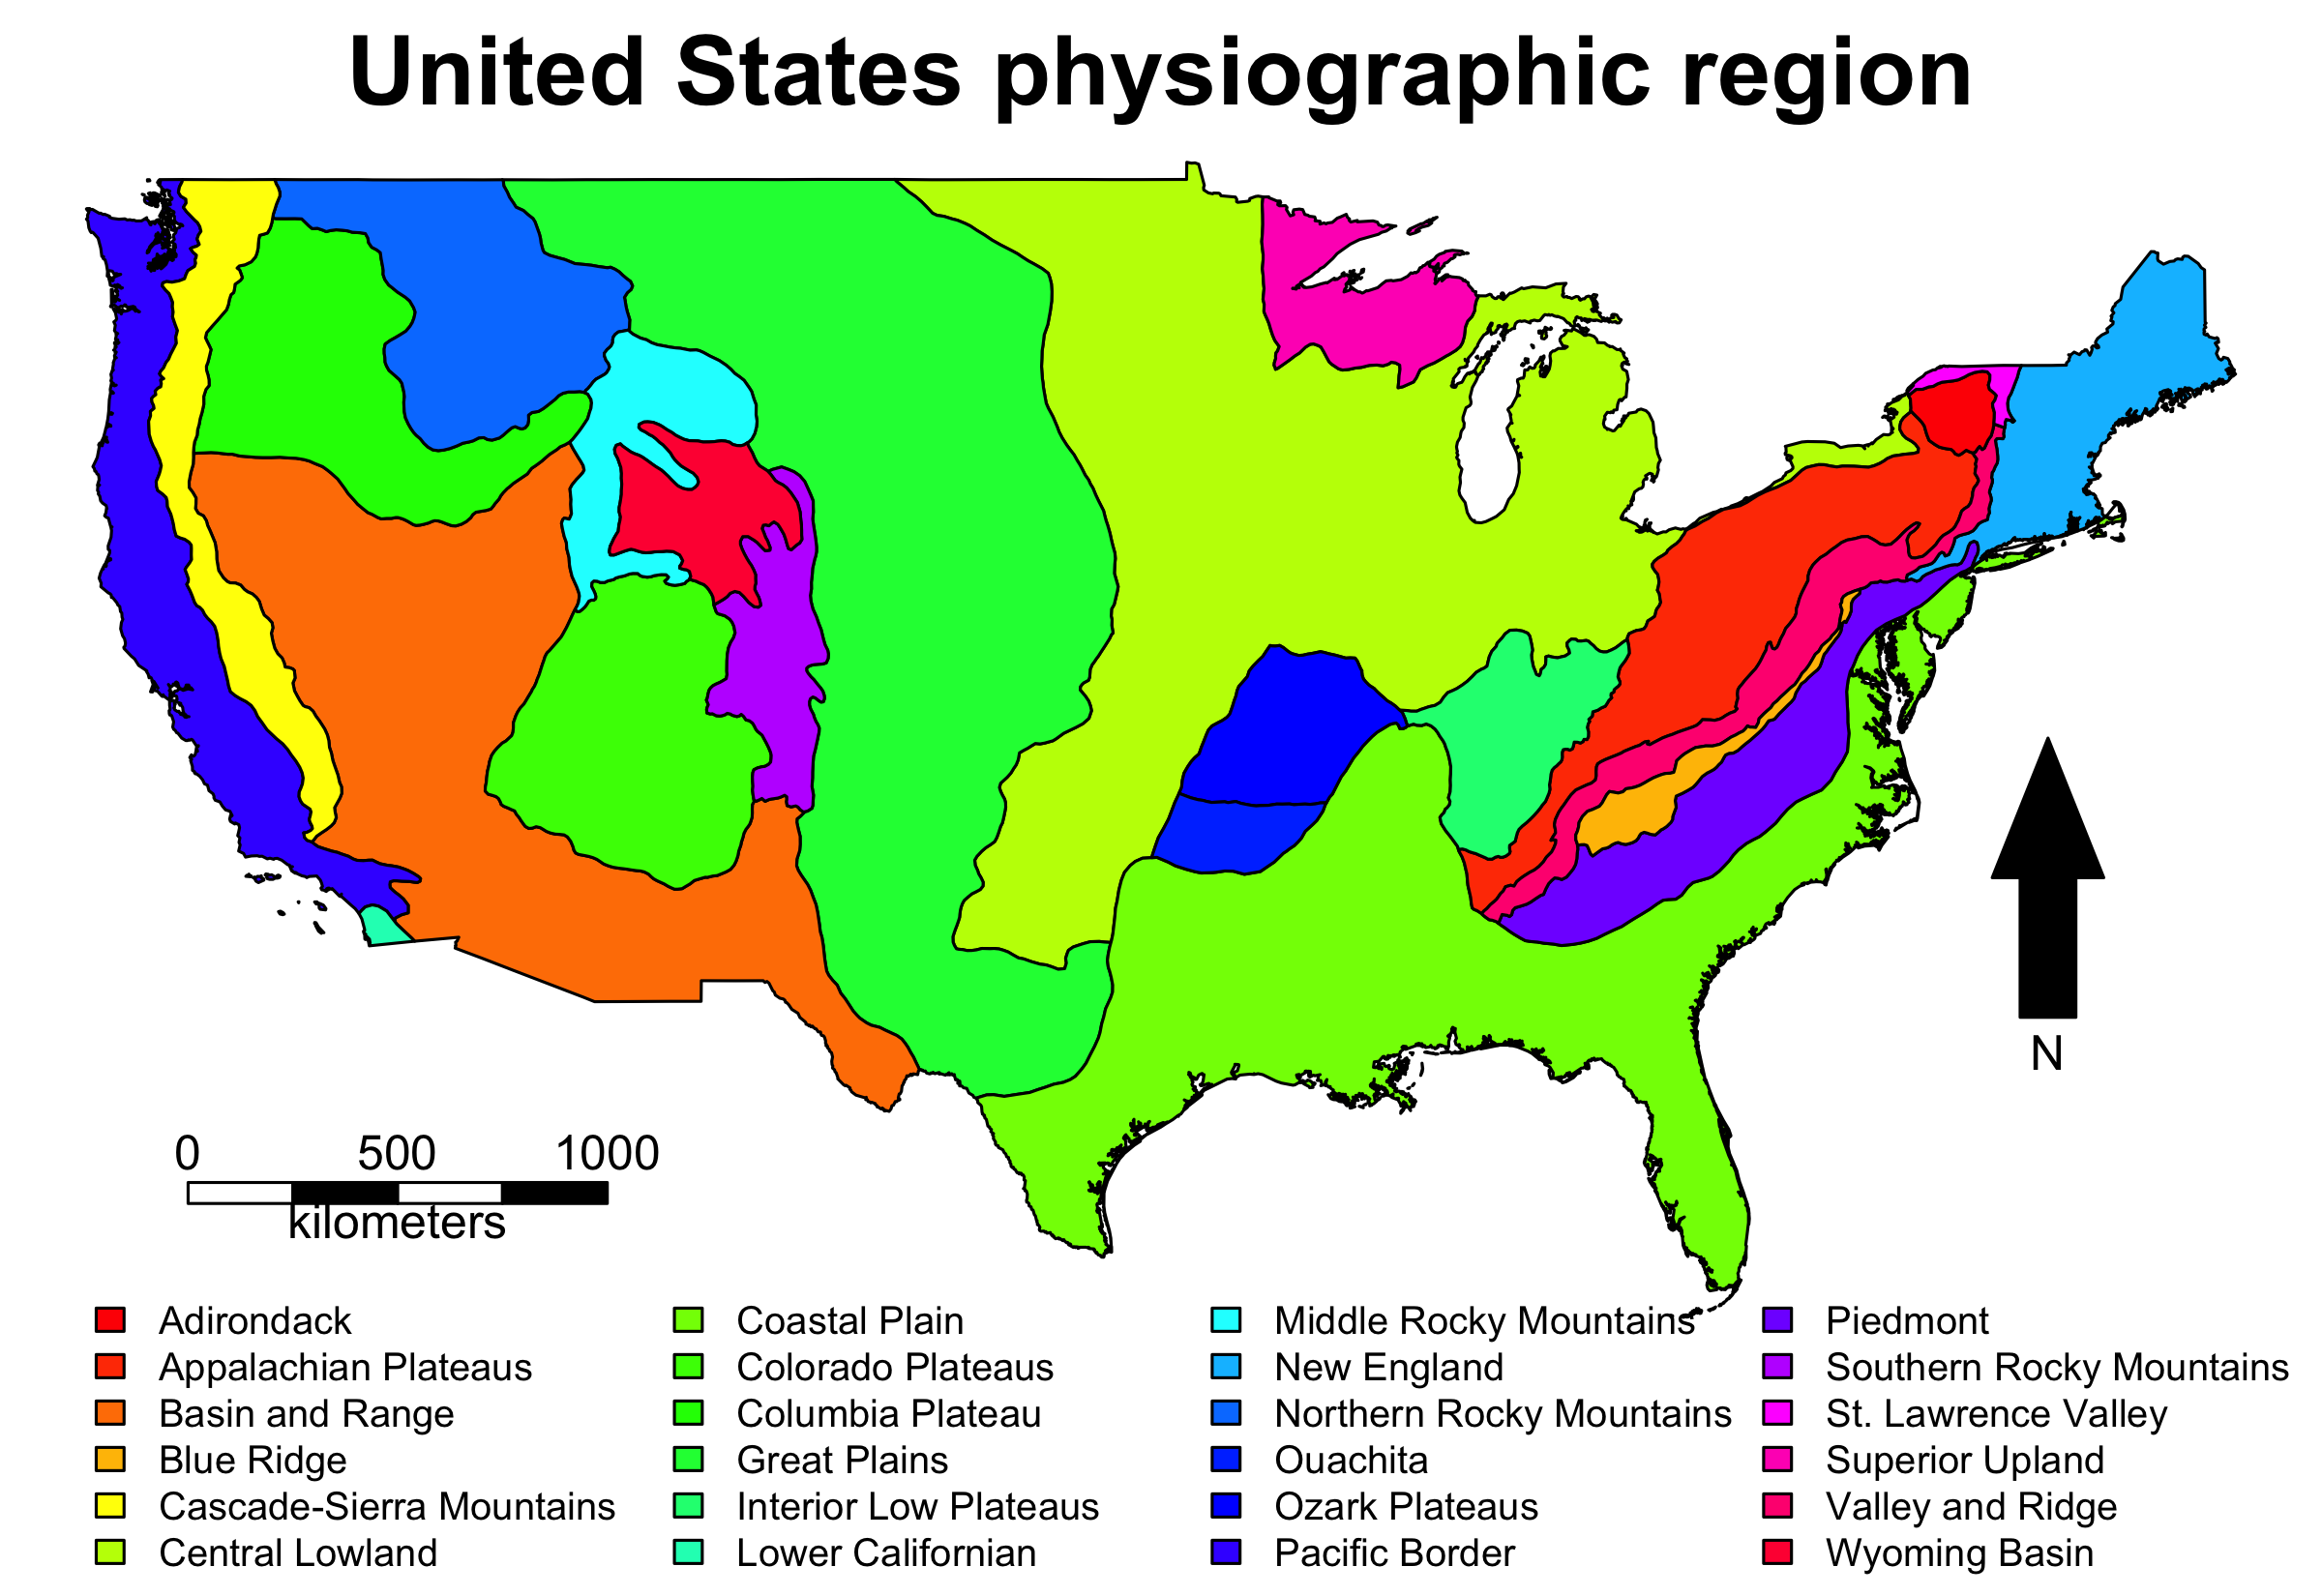 United States physiographic region
N
0 500 1000
kilometers
Adirondack
Appalachian Plateaus
Basin and Range
Blue Ridge
Cascade-Sierra Mountains
Central Lowland
Coastal Plain
Colorado Plateaus
Columbia Plateau
Great Plains
Interior Low Plateaus
Lower Californian
Middle Rocky Mountains
New England
Northern Rocky Mountains
Ouachita
Ozark Plateaus
Pacific Border
Piedmont
Southern Rocky Mountains
St. Lawrence Valley
Superior Upland
Valley and Ridge
Wyoming Basin